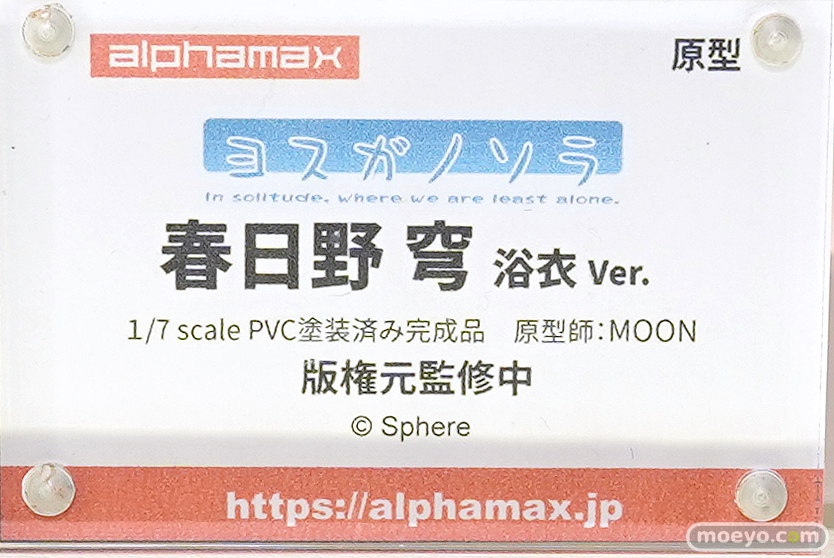 alphamax
原型
ヨスガノソラ
In solitude, where we are least alone.
春日野 穹 浴衣 Ver.
1/7 scale PVC塗装済み完成品　原型師：MOON
版権元監修中
© Sphere
https://alphamax.jp
moeyo.com